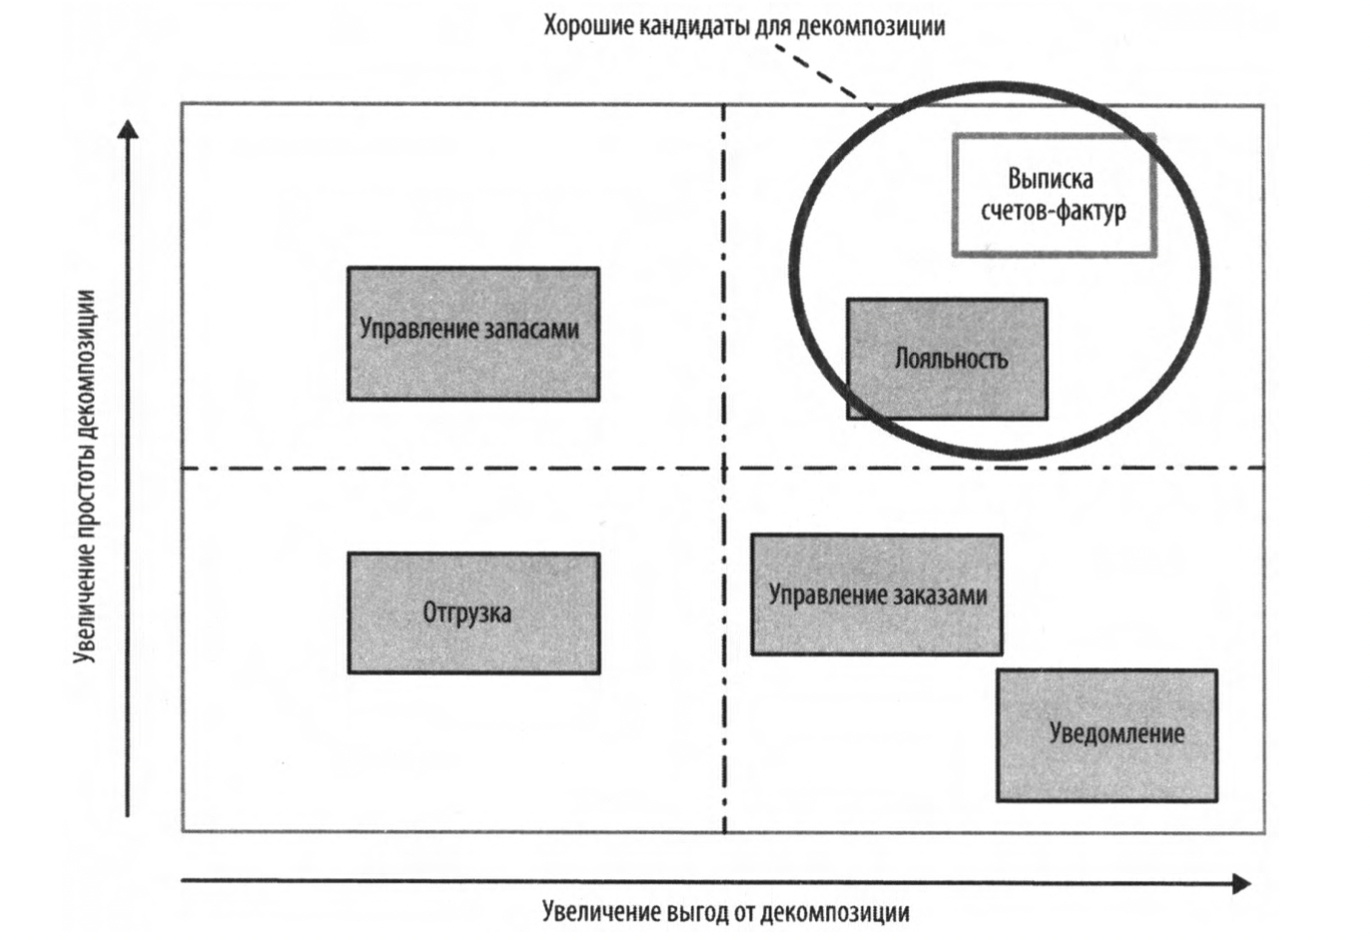 Хорошие кандидаты для декомпозиции
Выписка
счетов-фактур
Управление запасами
Лояльность
Увеличение простоты декомпозиции
Управление заказами
Отгрузка
Уведомление
Увеличение выгод от декомпозиции